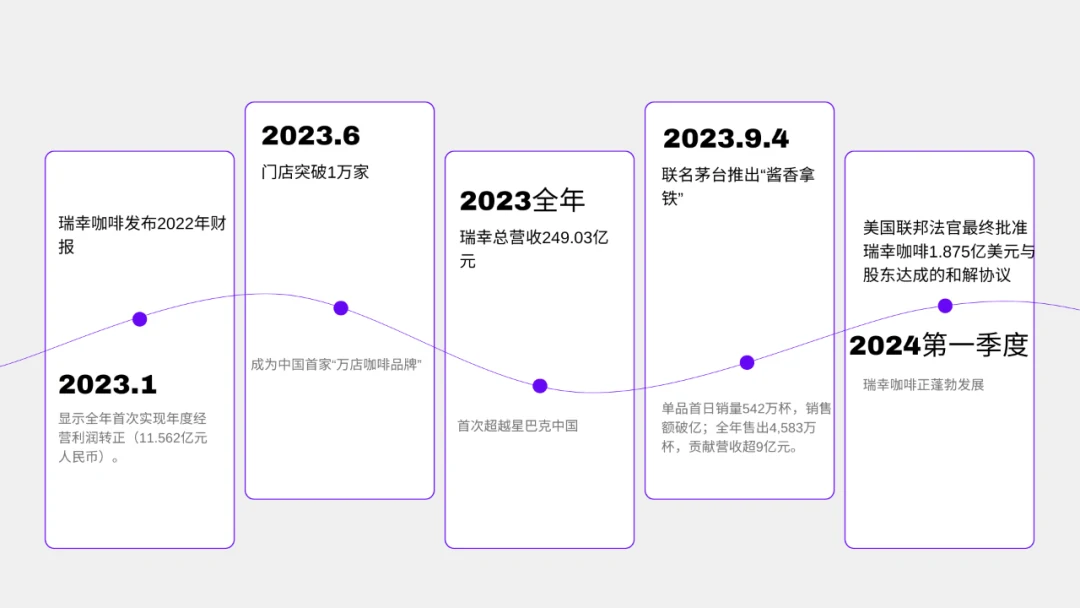 瑞幸咖啡发布2022年财
报
2023.1
显示全年首次实现年度经
营利润转正（11.562亿元
人民币）。
2023.6
门店突破1万家
成为中国首家“万店咖啡品牌”
2023全年
瑞幸总营收249.03亿
元
首次超越星巴克中国
2023.9.4
联名茅台推出“酱香拿
铁”
单品首日销量542万杯，销售
额破亿；全年售出4,583万
杯，贡献营收超9亿元。
美国联邦法官最终批准
瑞幸咖啡1.875亿美元与
股东达成的和解协议
2024第一季度
瑞幸咖啡正蓬勃发展